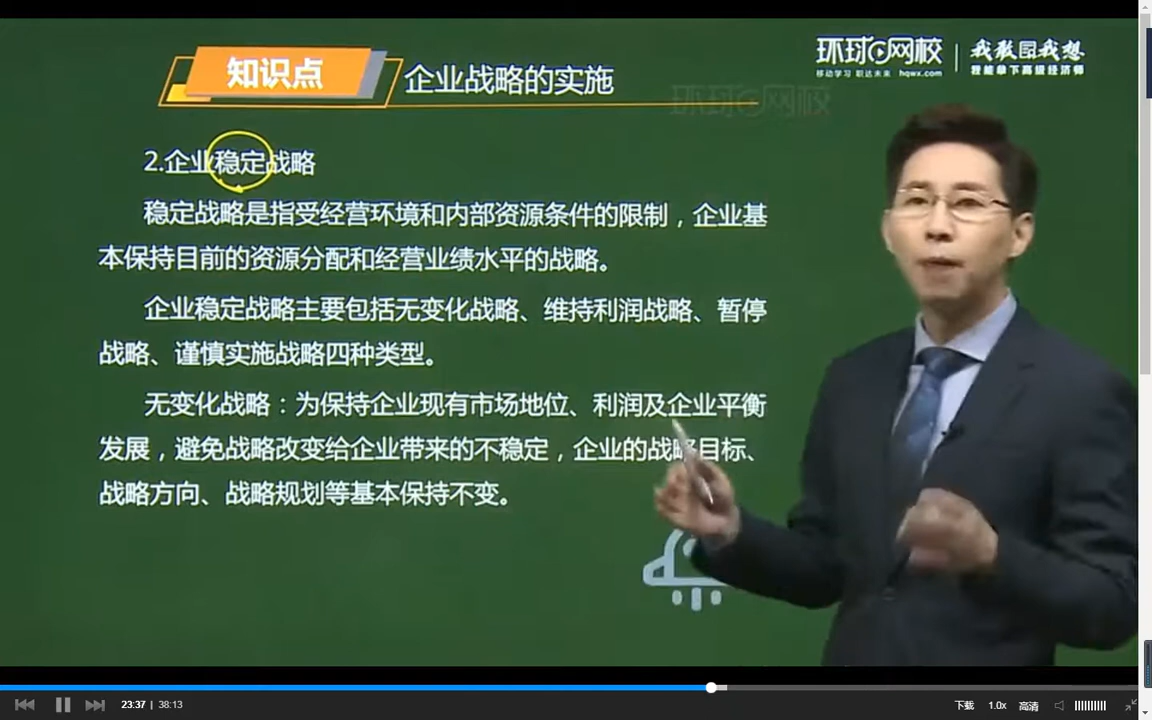 环球网校
移动学习 职达未来 hqwx.com
我敢因我想
我能拿下高级经济师
知识点
企业战略的实施
环球网校
2.企业稳定战略
稳定战略是指受经营环境和内部资源条件的限制，企业基
本保持目前的资源分配和经营业绩水平的战略。
企业稳定战略主要包括无变化战略、维持利润战略、暂停
战略、谨慎实施战略四种类型。
无变化战略：为保持企业现有市场地位、利润及企业平衡
发展，避免战略改变给企业带来的不稳定，企业的战略目标、
战略方向、战略规划等基本保持不变。
23:37 | 38:13
下载 1.0x 高清